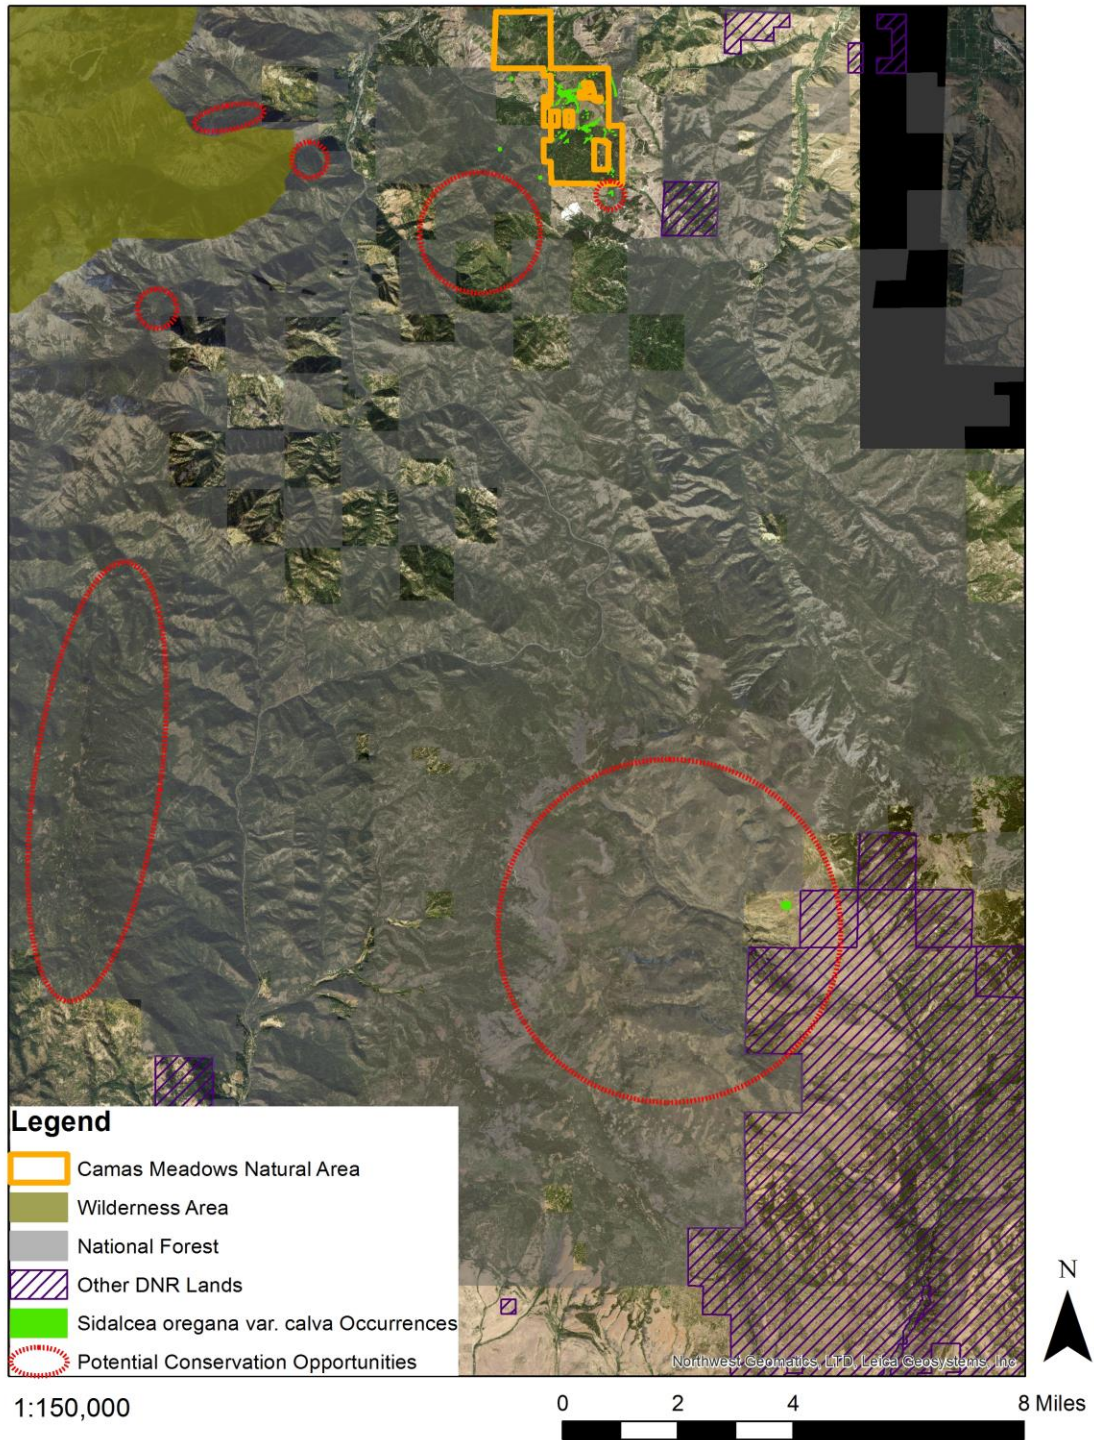 Northwest Geomatics, LTD, Leica Geosystems, Inc
Legend
Camas Meadows Natural Area
Wilderness Area
National Forest
Other DNR Lands
Sidalcea oregana var. calva Occurrences
Potential Conservation Opportunities
N
1:150,000
0 2 4 8 Miles